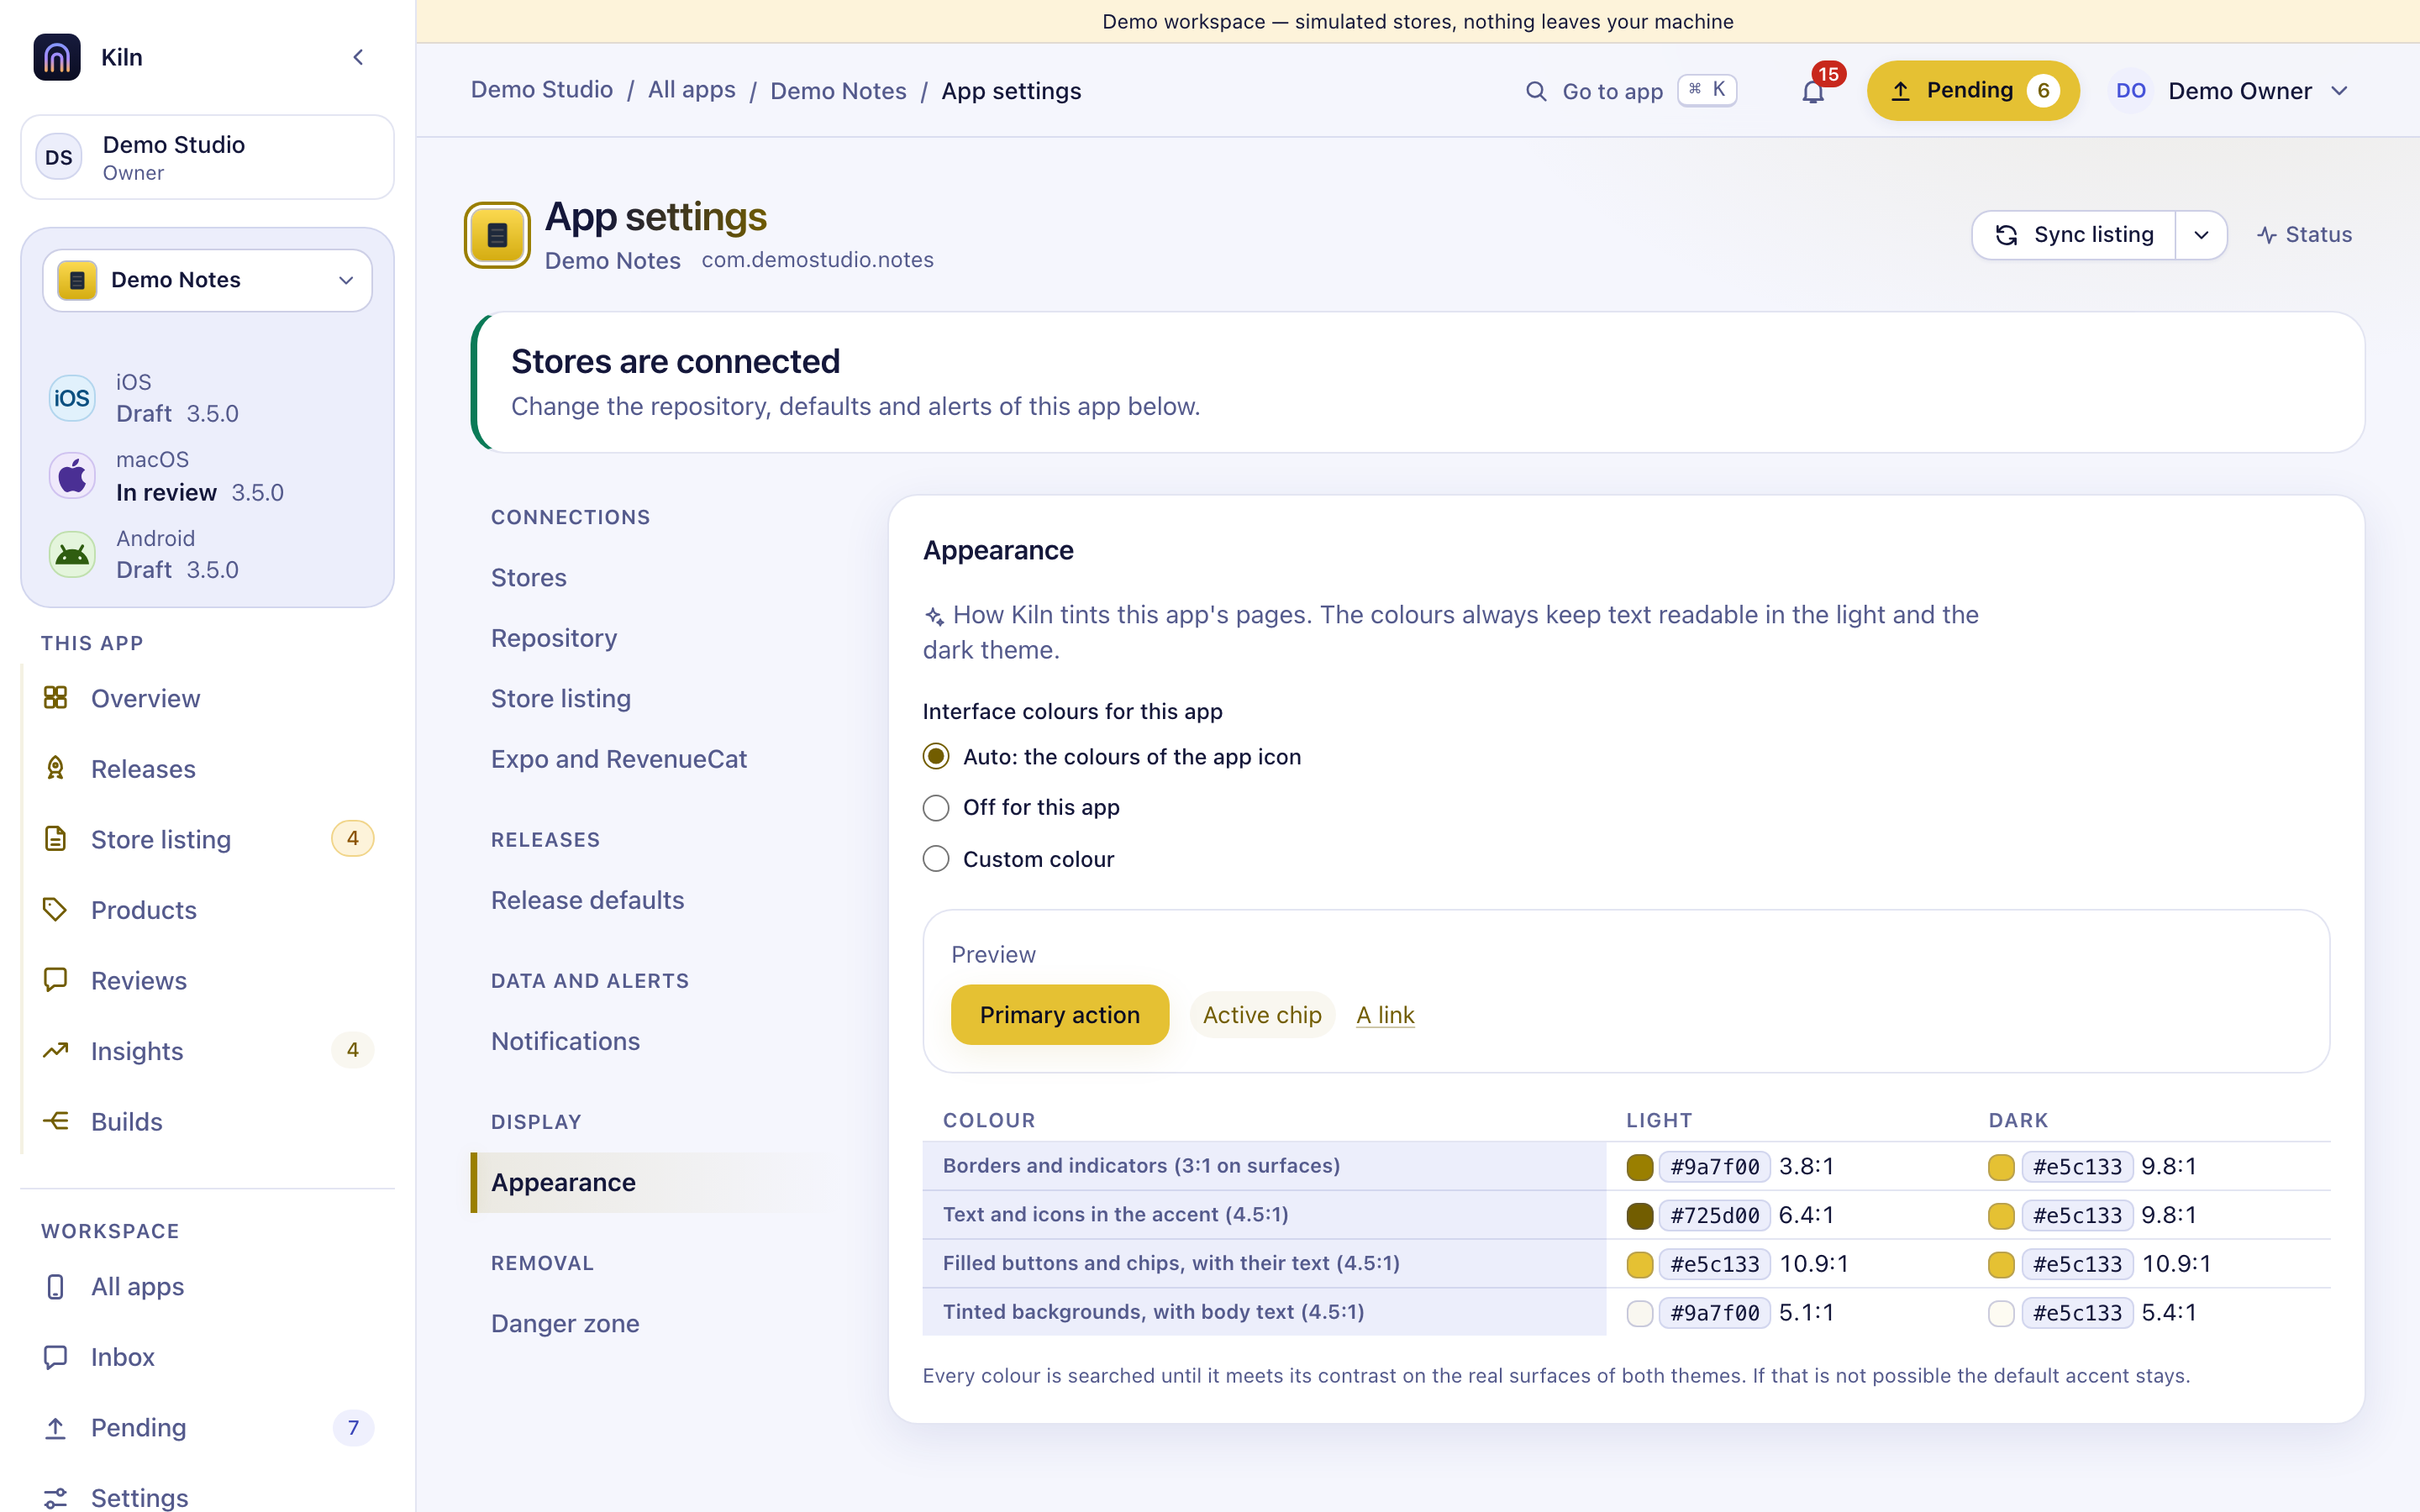 Demo workspace — simulated stores, nothing leaves your machine
Kiln
DS
Demo Studio
Owner
Demo Notes
iOS
iOS
Draft 3.5.0
macOS
In review 3.5.0
Android
Draft 3.5.0
THIS APP
Overview
Releases
Store listing 4
Products
Reviews
Insights 4
Builds
WORKSPACE
All apps
Inbox
Pending 7
Settings
Demo Studio / All apps / Demo Notes / App settings
Go to app ⌘ K
15
Pending 6
DO Demo Owner
App settings
Demo Notes com.demostudio.notes
Sync listing
Status
Stores are connected
Change the repository, defaults and alerts of this app below.
CONNECTIONS
Stores
Repository
Store listing
Expo and RevenueCat
RELEASES
Release defaults
DATA AND ALERTS
Notifications
DISPLAY
Appearance
REMOVAL
Danger zone
Appearance
How Kiln tints this app's pages. The colours always keep text readable in the light and the
dark theme.
Interface colours for this app
Auto: the colours of the app icon
Off for this app
Custom colour
Preview
Primary action Active chip A link
COLOUR LIGHT DARK
Borders and indicators (3:1 on surfaces) #9a7f00 3.8:1 #e5c133 9.8:1
Text and icons in the accent (4.5:1) #725d00 6.4:1 #e5c133 9.8:1
Filled buttons and chips, with their text (4.5:1) #e5c133 10.9:1 #e5c133 10.9:1
Tinted backgrounds, with body text (4.5:1) #9a7f00 5.1:1 #e5c133 5.4:1
Every colour is searched until it meets its contrast on the real surfaces of both themes. If that is not possible the default accent stays.